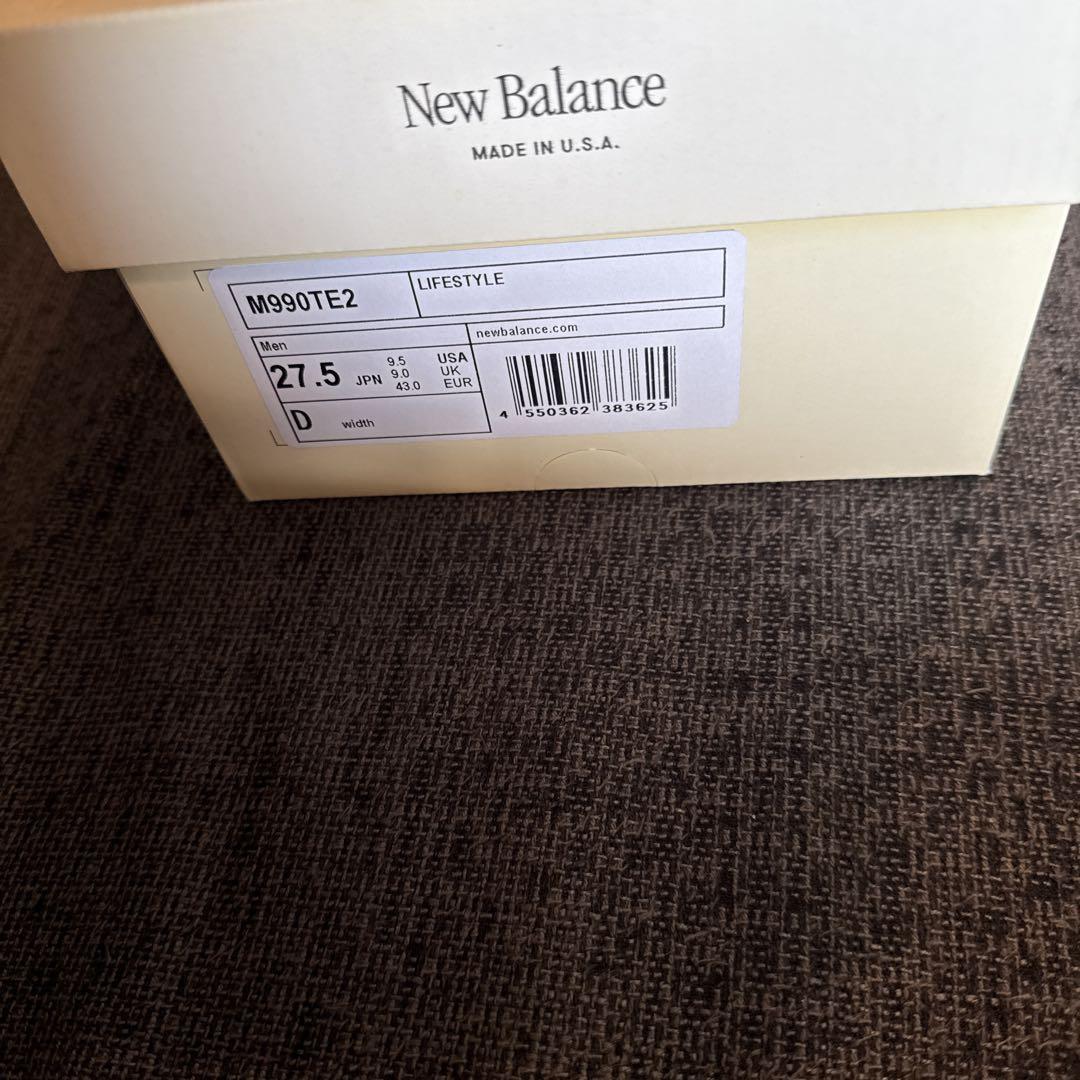 New Balance
MADE IN U.S.A.
M990TE2
LIFESTYLE
Men
newbalance.com
27.5 JPN
9.5 USA
9.0 UK
43.0 EUR
D width
4 550362 383625